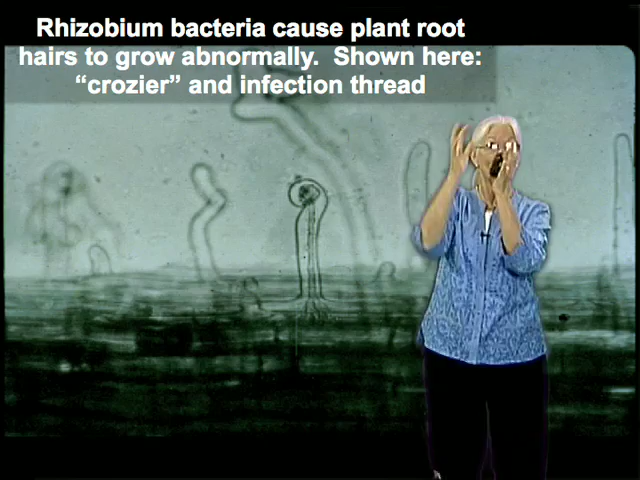 Rhizobium bacteria cause plant root
hairs to grow abnormally.  Shown here:
“crozier” and infection thread